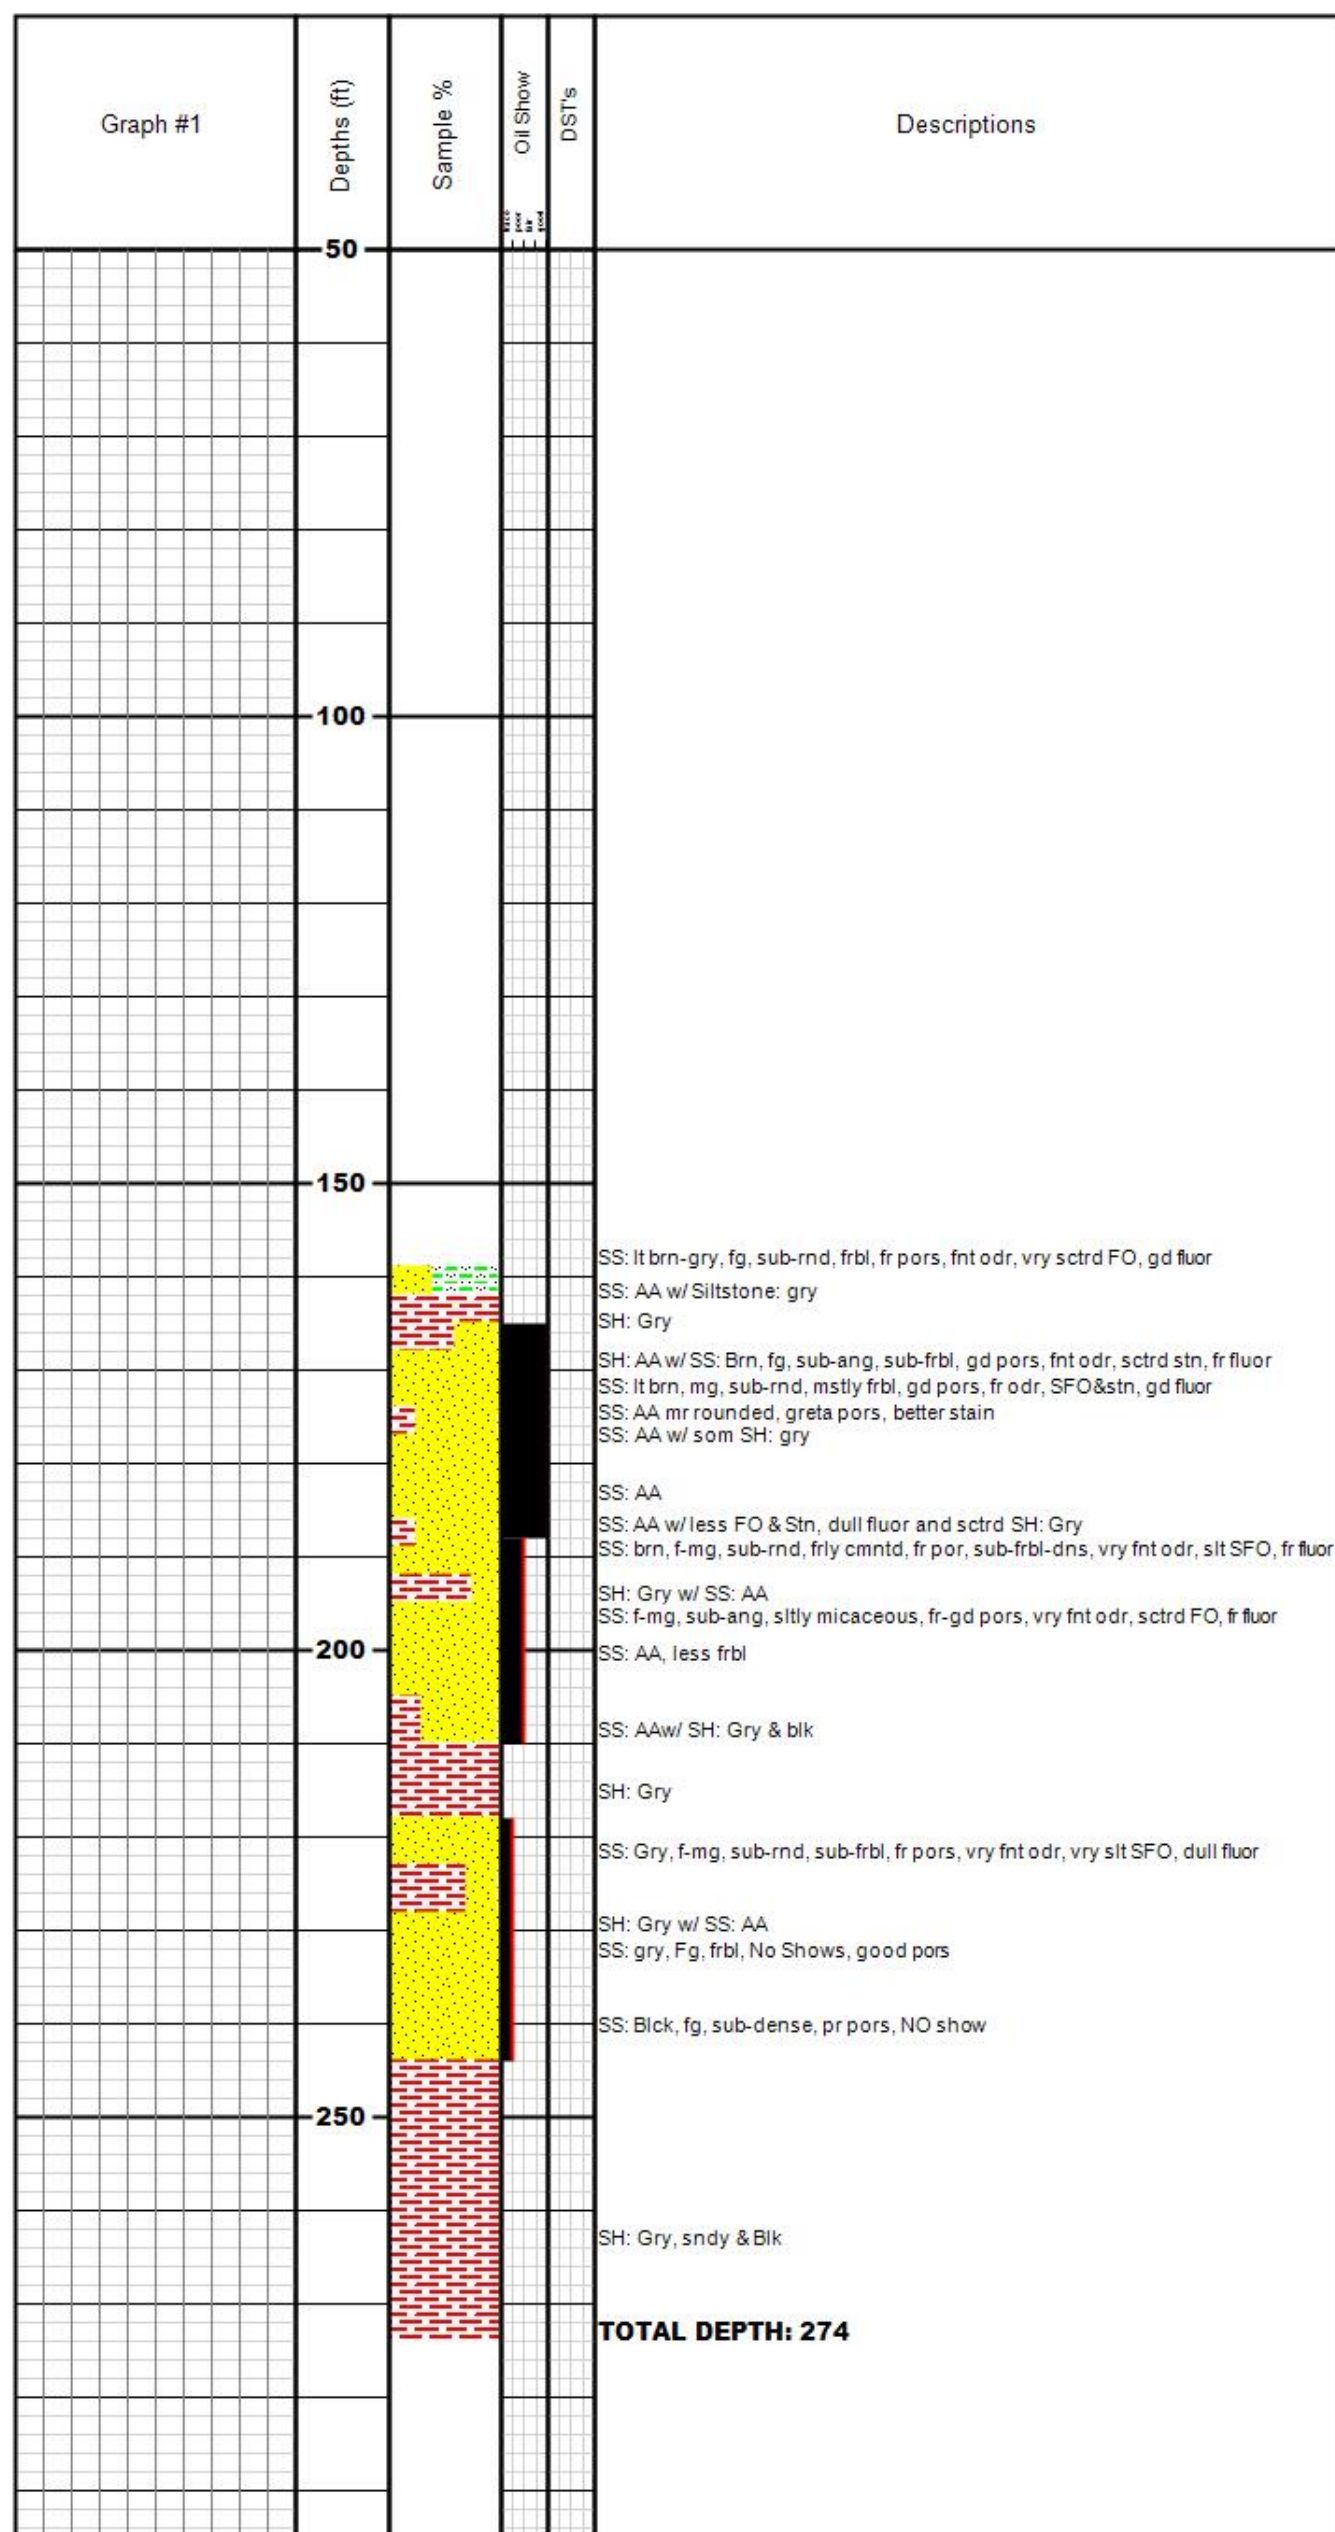 Graph #1
Depths (ft)
Sample %
Oil Show
DST's
Descriptions
poor
fair
good
50
100
150
SS: lt brn-gry, fg, sub-rnd, frbl, fr pors, fnt odr, vry sctrd FO, gd fluor
SS: AA w/ Siltstone: gry
SH: Gry
SH: AA w/ SS: Brn, fg, sub-ang, sub-frbl, gd pors, fnt odr, sctrd stn, fr fluor
SS: lt brn, mg, sub-rnd, mstly frbl, gd pors, fr odr, SFO&stn, gd fluor
SS: AA mr rounded, greta pors, better stain
SS: AA w/ som SH: gry
SS: AA
SS: AA w/ less FO & Stn, dull fluor and sctrd SH: Gry
SS: brn, f-mg, sub-rnd, frly cmntd, fr por, sub-frbl-dns, vry fnt odr, slt SFO, fr fluor
SH: Gry w/ SS: AA
SS: f-mg, sub-ang, sltly micaceous, fr-gd pors, vry fnt odr, sctrd FO, fr fluor
200
SS: AA, less frbl
SS: AAw/ SH: Gry & blk
SH: Gry
SS: Gry, f-mg, sub-rnd, sub-frbl, fr pors, vry fnt odr, vry slt SFO, dull fluor
SH: Gry w/ SS: AA
SS: gry, Fg, frbl, No Shows, good pors
SS: Blck, fg, sub-dense, pr pors, NO show
250
SH: Gry, sndy & Blk
TOTAL DEPTH: 274